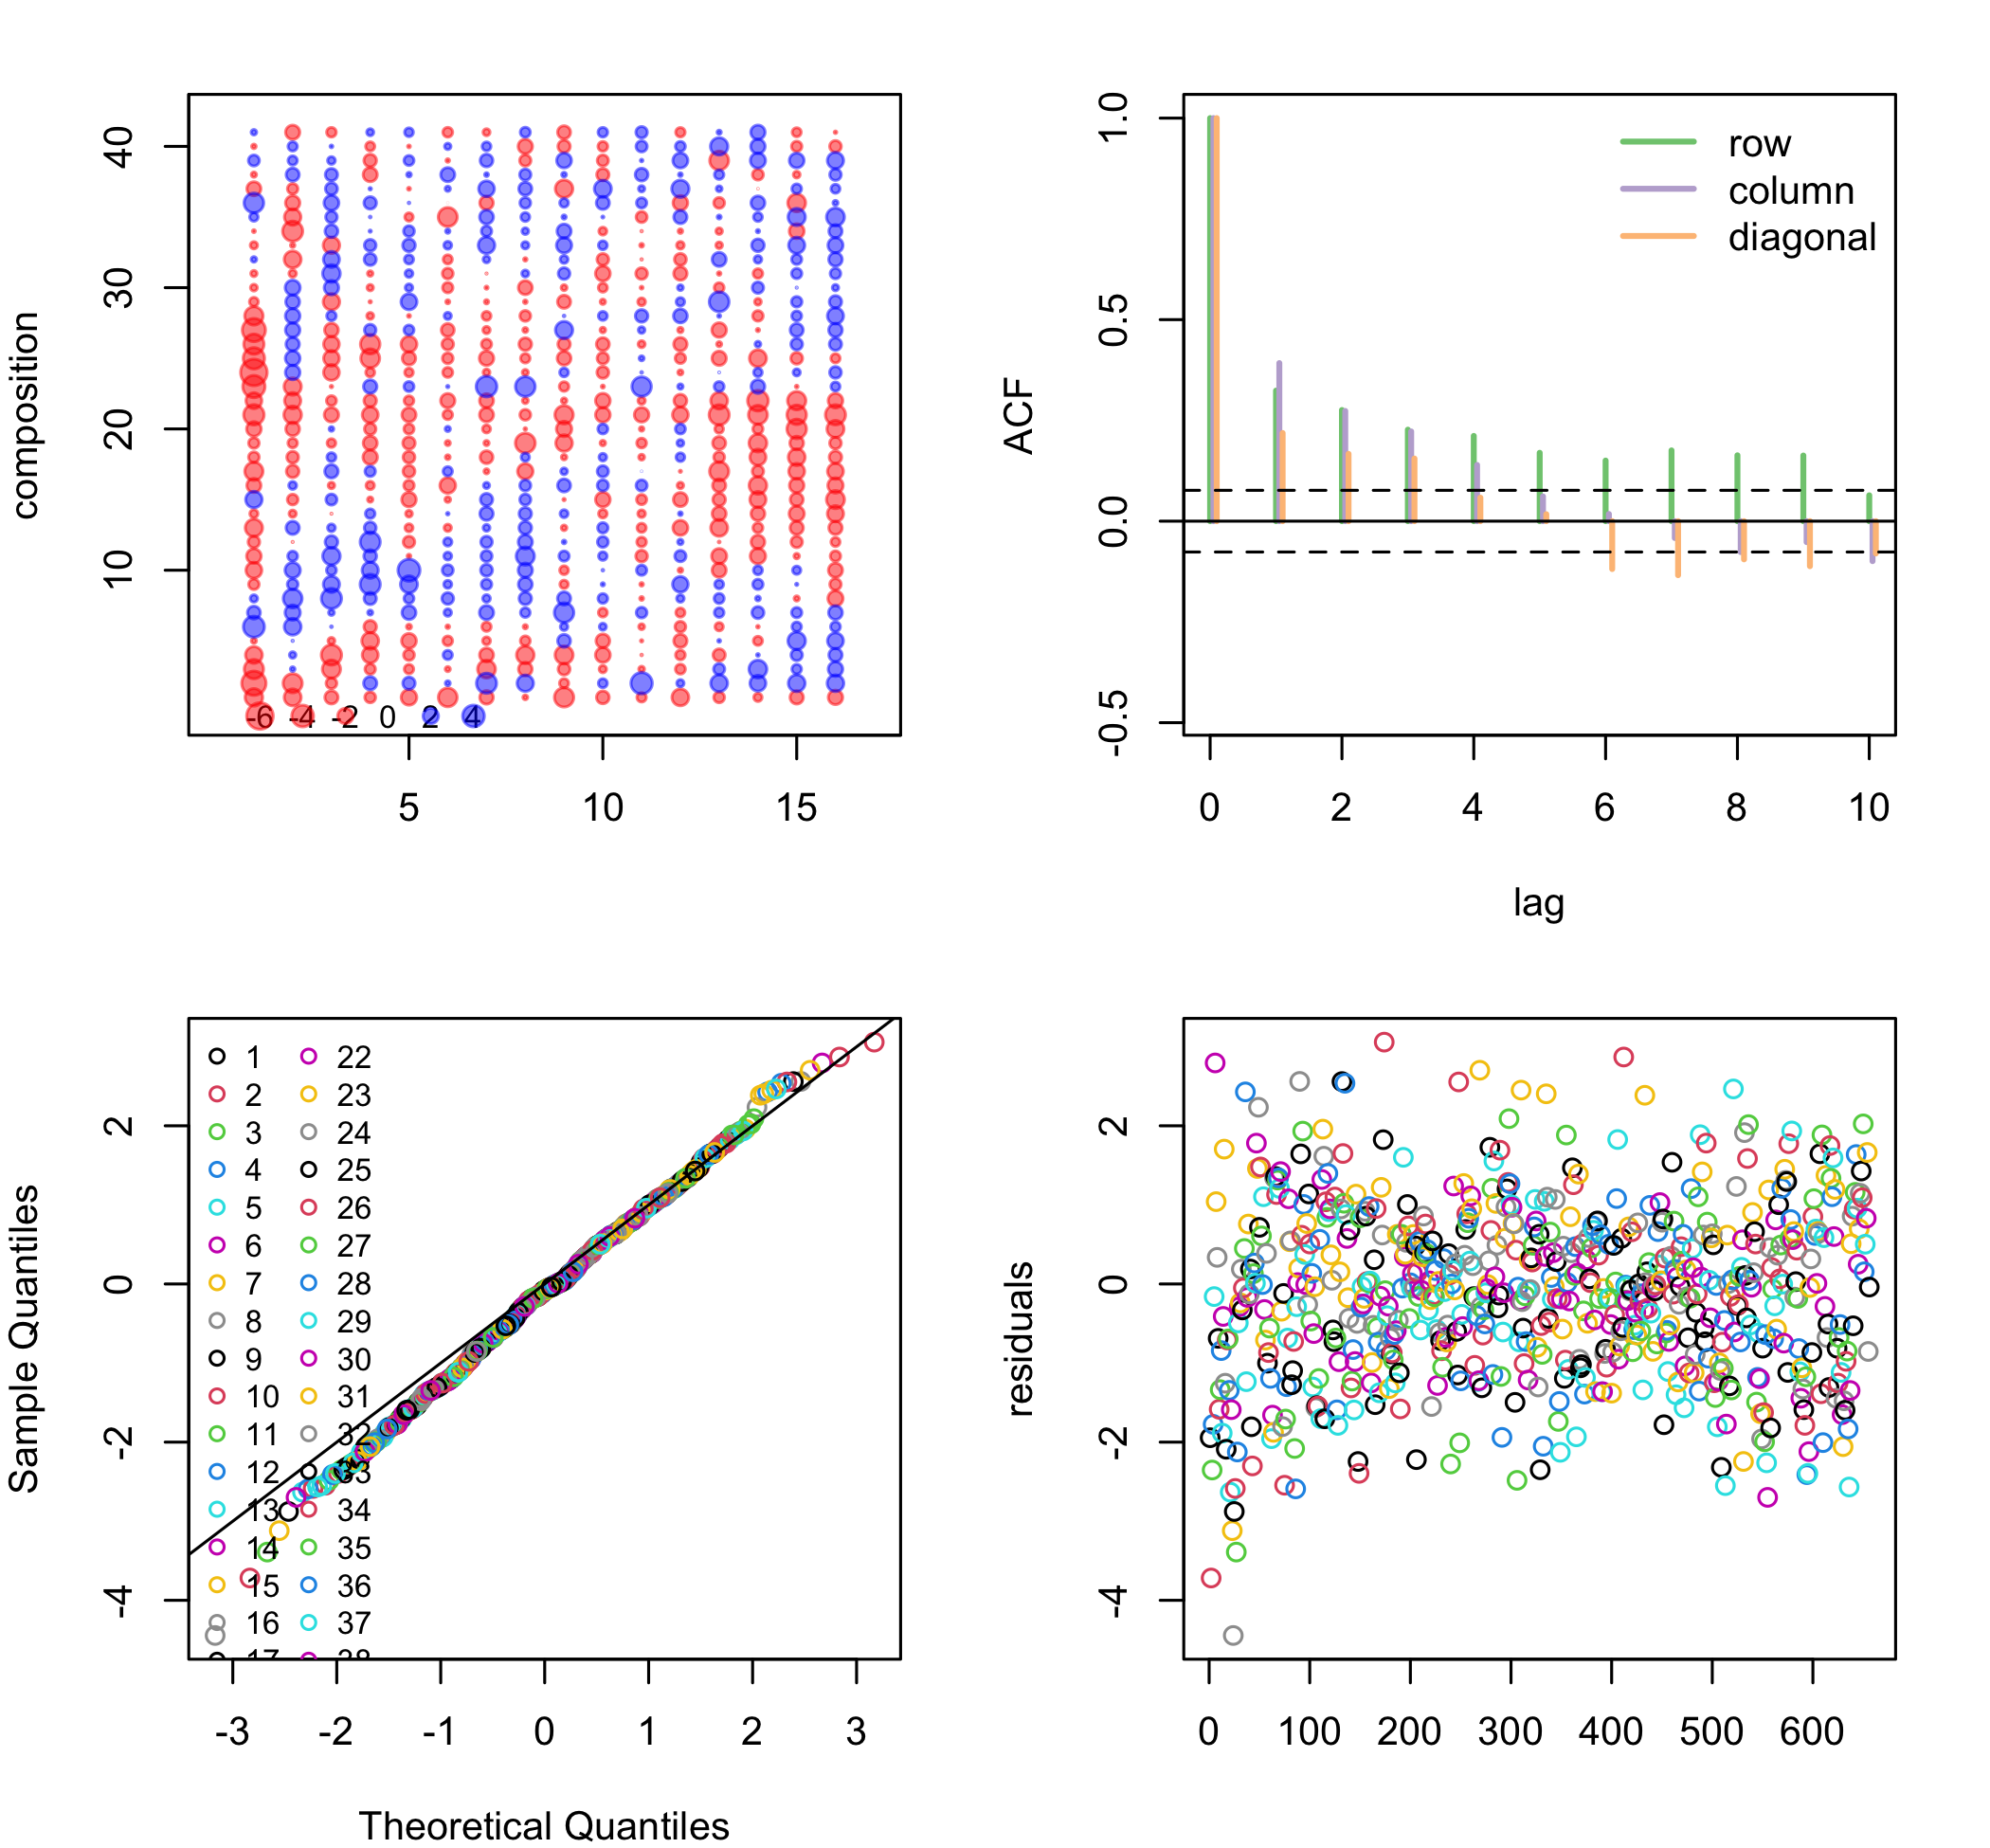 composition
40
30
20
10
-6 -4 -2 0 2 4
5 10 15
ACF
1.0
0.5
0.0
-0.5
row
column
diagonal
0 2 4 6 8 10
lag
Sample Quantiles
2
0
-2
-4
1 22
2 23
3 24
4 25
5 26
6 27
7 28
8 29
9 30
10 31
11 32
12 33
13 34
14 35
15 36
16 37
17 38
-3 -2 -1 0 1 2 3
Theoretical Quantiles
residuals
2
0
-2
-4
0 100 200 300 400 500 600